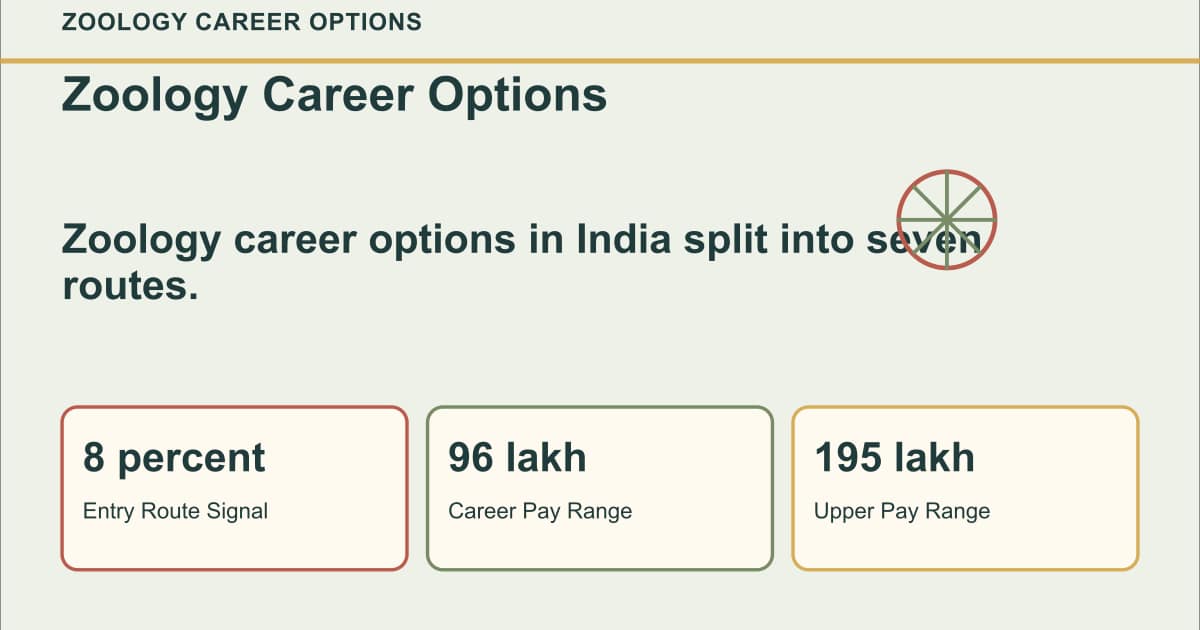 ZOOLOGY CAREER OPTIONS
Zoology Career Options
Zoology career options in India split into seven
routes.
8 percent
Entry Route Signal
96 lakh
Career Pay Range
195 lakh
Upper Pay Range